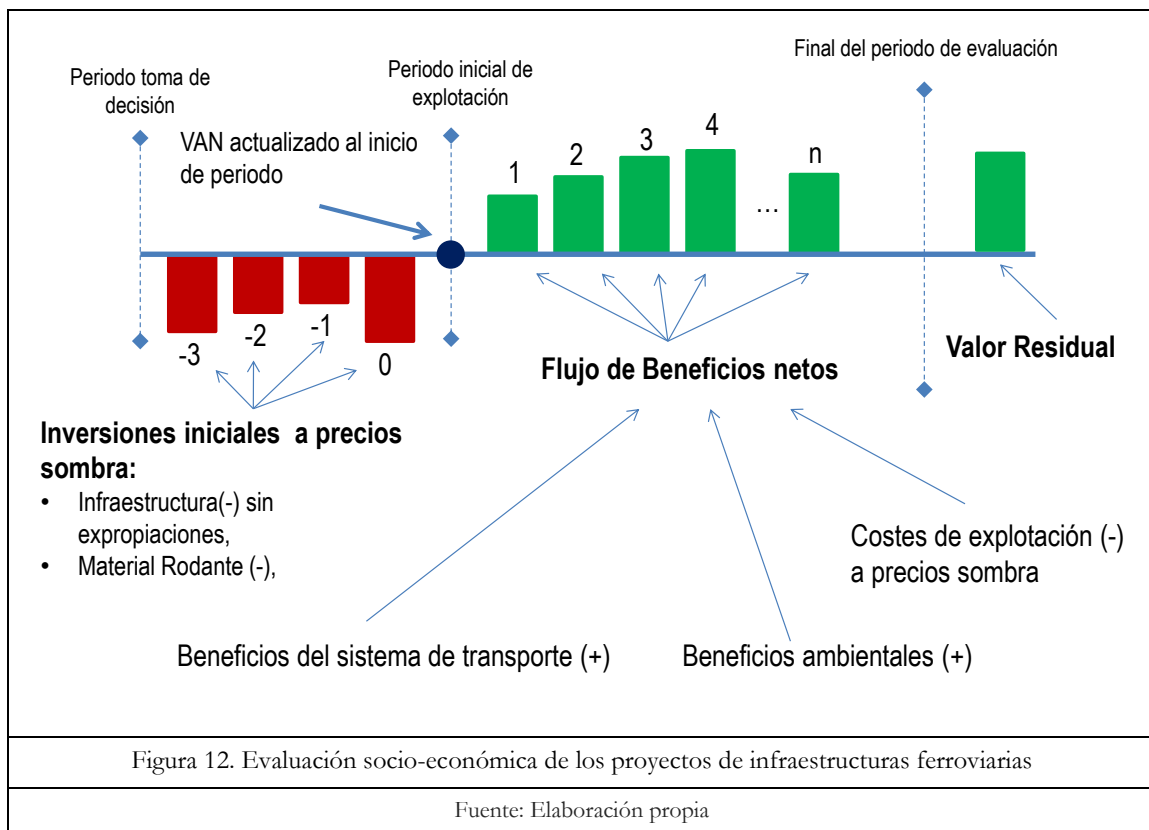 Periodo toma de
decisión
Periodo inicial de
explotación
Final del periodo de evaluación
VAN actualizado al inicio
de periodo
1
2
3
4
...
n
-3
-2
-1
0
Inversiones iniciales a precios
sombra:
• Infraestructura(-) sin
expropiaciones,
• Material Rodante (-),
Flujo de Beneficios netos
Valor Residual
Costes de explotación (-)
a precios sombra
Beneficios del sistema de transporte (+)
Beneficios ambientales (+)
Figura 12. Evaluación socio-económica de los proyectos de infraestructuras ferroviarias
Fuente: Elaboración propia